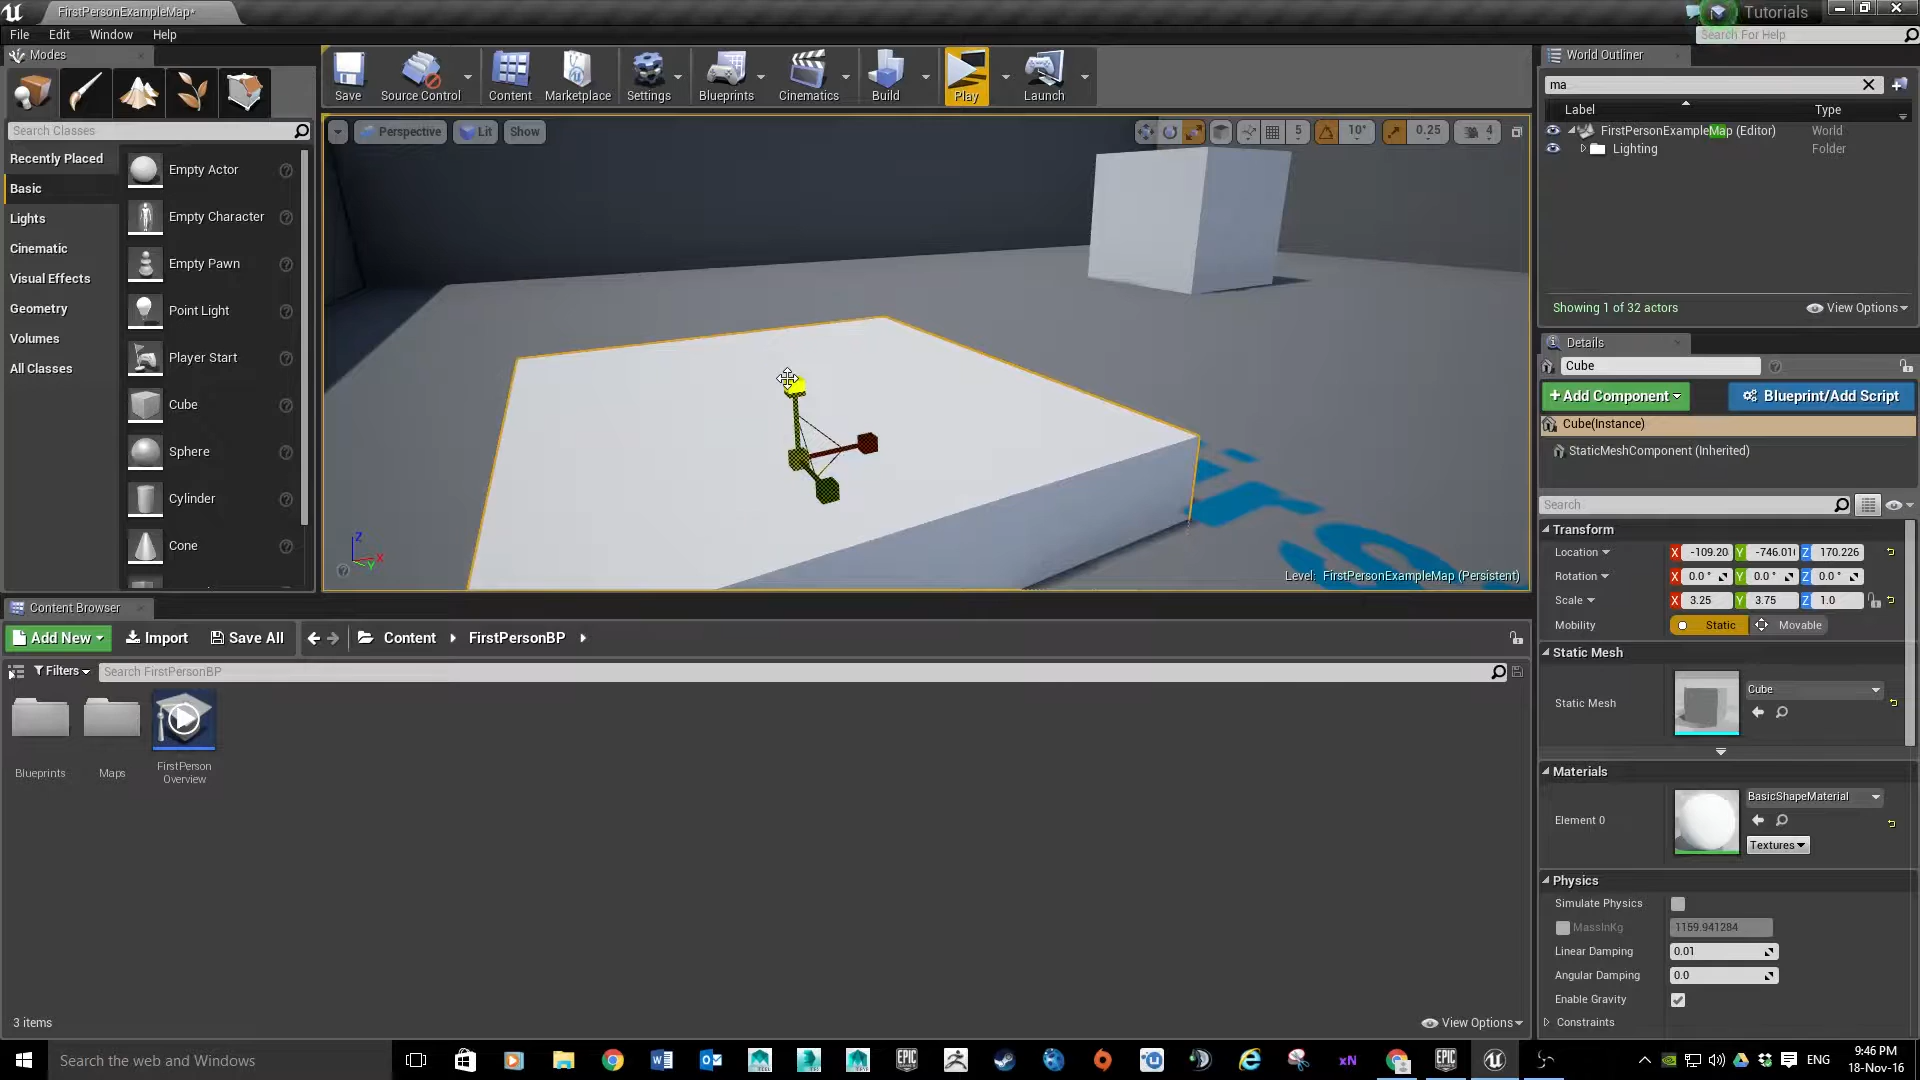 FirstPersonExampleMap*
Tutorials
File Edit Window Help
Search For Help
Modes
Search Classes
Recently Placed
Basic
Lights
Cinematic
Visual Effects
Geometry
Volumes
All Classes
Empty Actor
Empty Character
Empty Pawn
Point Light
Player Start
Cube
Sphere
Cylinder
Cone
Save Source Control Content Marketplace Settings Blueprints Cinematics Build Play Launch
Perspective Lit Show
5 10° 0.25 4
Z
X
Y
Level: FirstPersonExampleMap (Persistent)
World Outliner
ma
Label Type
FirstPersonExampleMap (Editor) World
Lighting Folder
Showing 1 of 32 actors View Options
Details
Cube
+Add Component Blueprint/Add Script
Cube(Instance)
StaticMeshComponent (Inherited)
Search
Transform
Location X -109.20 Y -746.01 Z 170.226
Rotation X 0.0° Y 0.0° Z 0.0°
Scale X 3.25 Y 3.75 Z 1.0
Mobility Static Movable
Static Mesh
Static Mesh Cube
Materials
Element 0 BasicShapeMaterial
Textures
Physics
Simulate Physics
MassInKg 1159.941284
Linear Damping 0.01
Angular Damping 0.0
Enable Gravity
Constraints
Content Browser
Add New Import Save All Content FirstPersonBP
Filters Search FirstPersonBP
Blueprints Maps FirstPerson
Overview
3 items View Options
Search the web and Windows
ENG
9:46 PM
18-Nov-16